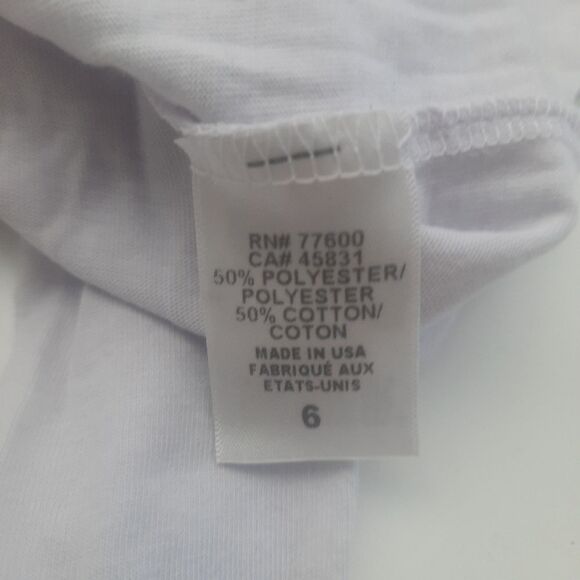 RN# 77600
CA# 45831
50% POLYESTER/
POLYESTER
50% COTTON/
COTON
MADE IN USA
FABRIQUÉ AUX
ETATS-UNIS
6